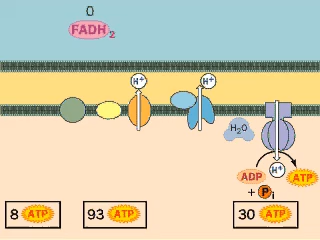 0
FADH2
H+
H+
H2O
ADP
H+
ATP
+ Pi
8 ATP
93 ATP
30 ATP